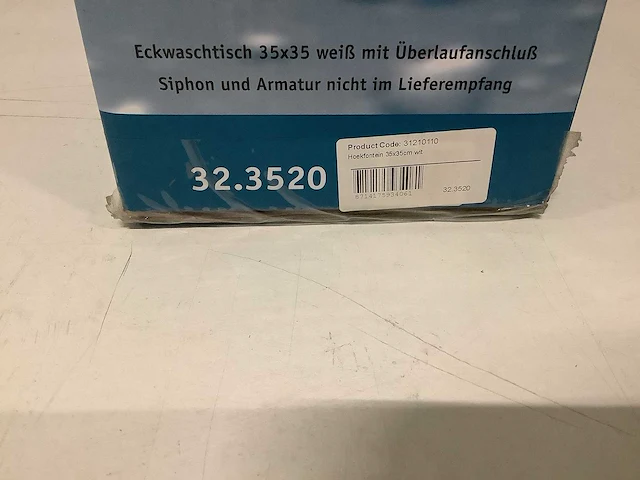 Eckwaschtisch 35x35 weiß mit Überlaufanschluß
Siphon und Armatur nicht im Lieferempfang
32.3520
Product Code: 31210110
Hoekfontein 35x35cm wit
32.3520